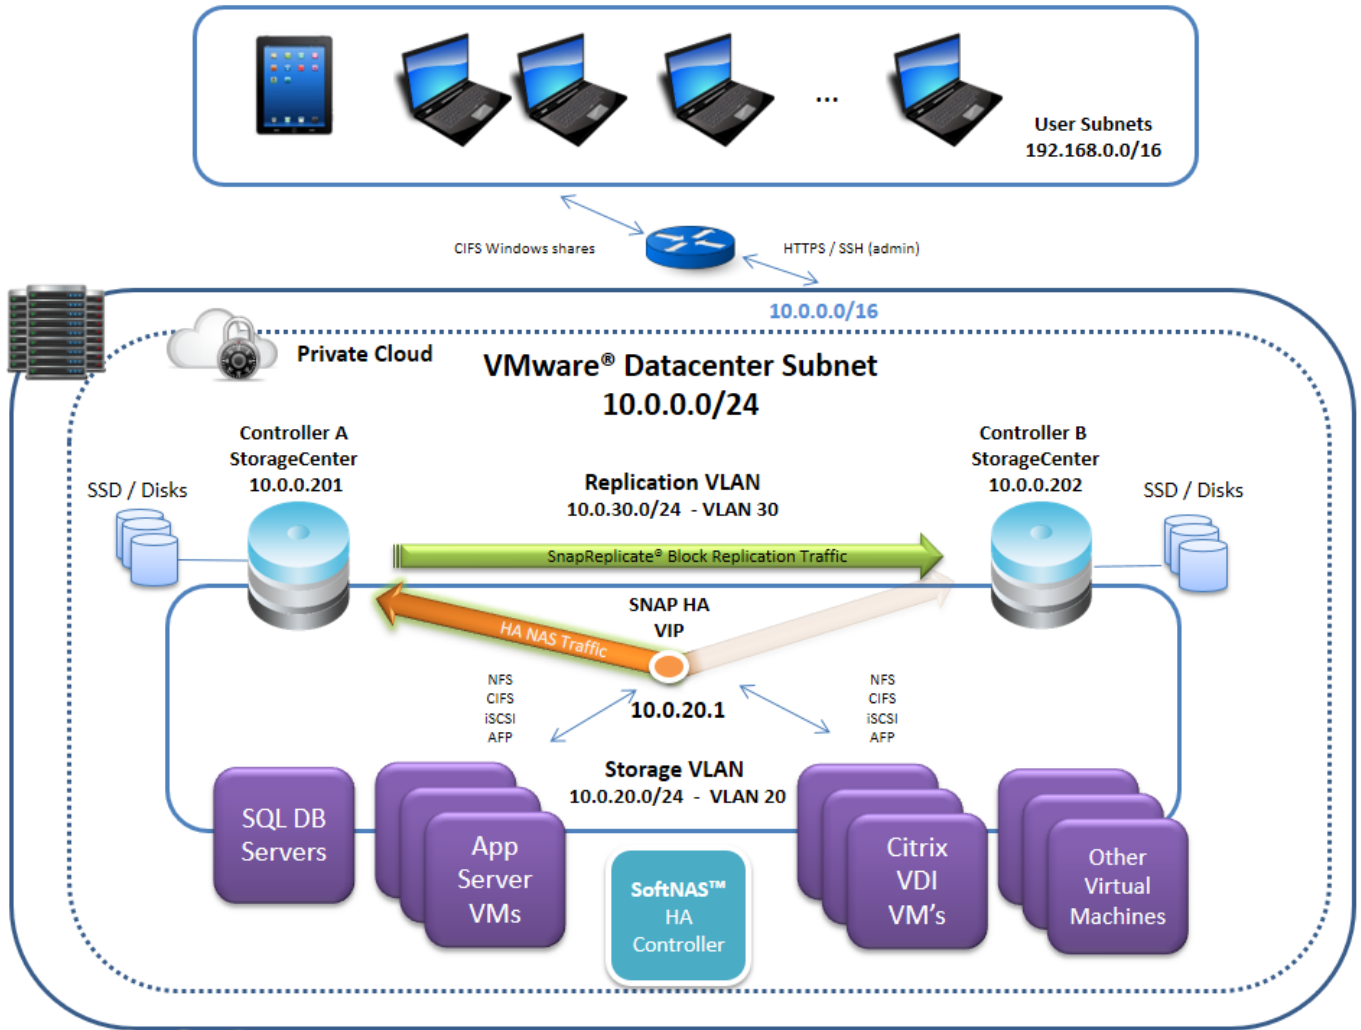 ...
User Subnets
192.168.0.0/16
CIFS Windows shares
HTTPS / SSH (admin)
10.0.0.0/16
Private Cloud
VMware® Datacenter Subnet
10.0.0.0/24
Controller A
StorageCenter
10.0.0.201
Controller B
StorageCenter
10.0.0.202
SSD / Disks
Replication VLAN
10.0.30.0/24 - VLAN 30
SSD / Disks
SnapReplicate® Block Replication Traffic
SNAP HA
VIP
HA NAS Traffic
NFS
CIFS
iSCSI
AFP
10.0.20.1
NFS
CIFS
iSCSI
AFP
Storage VLAN
10.0.20.0/24 - VLAN 20
SQL DB
Servers
App
Server
VMs
SoftNAS™
HA
Controller
Citrix
VDI
VM's
Other
Virtual
Machines